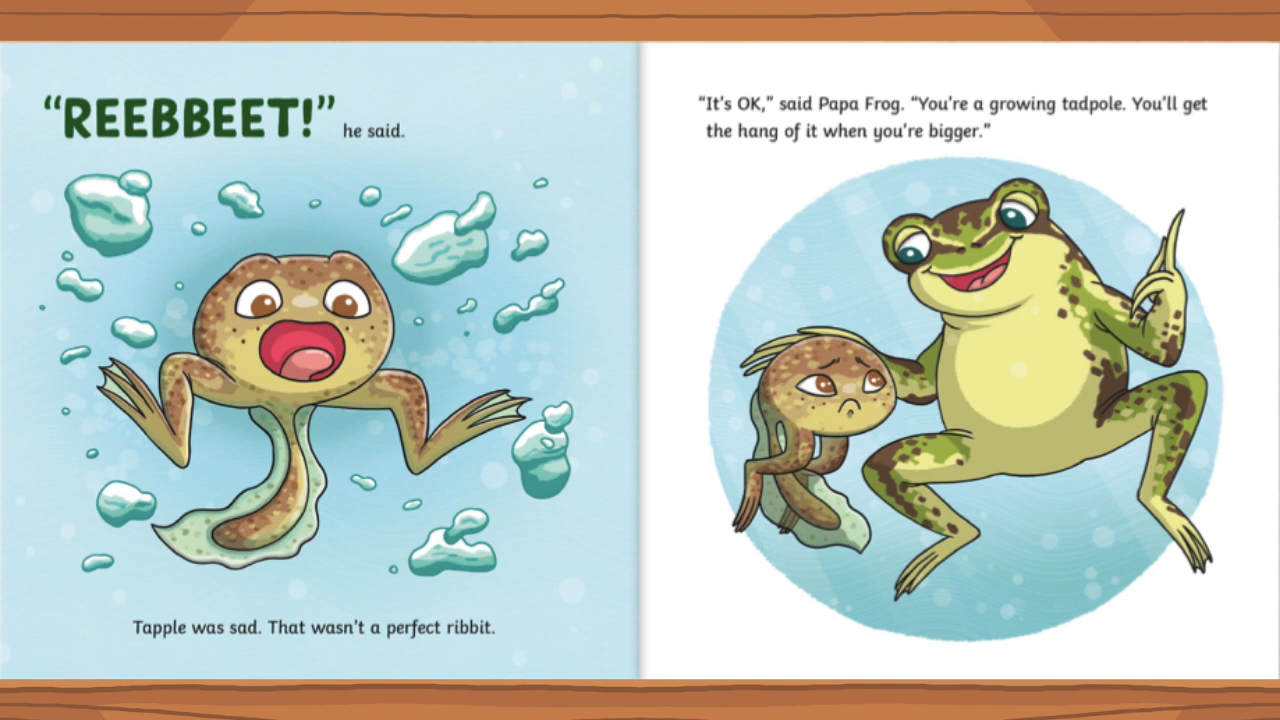 “REEBBEET!” he said.
Tapple was sad. That wasn’t a perfect ribbit.
“It’s OK,” said Papa Frog. “You’re a growing tadpole. You’ll get
the hang of it when you’re bigger.”